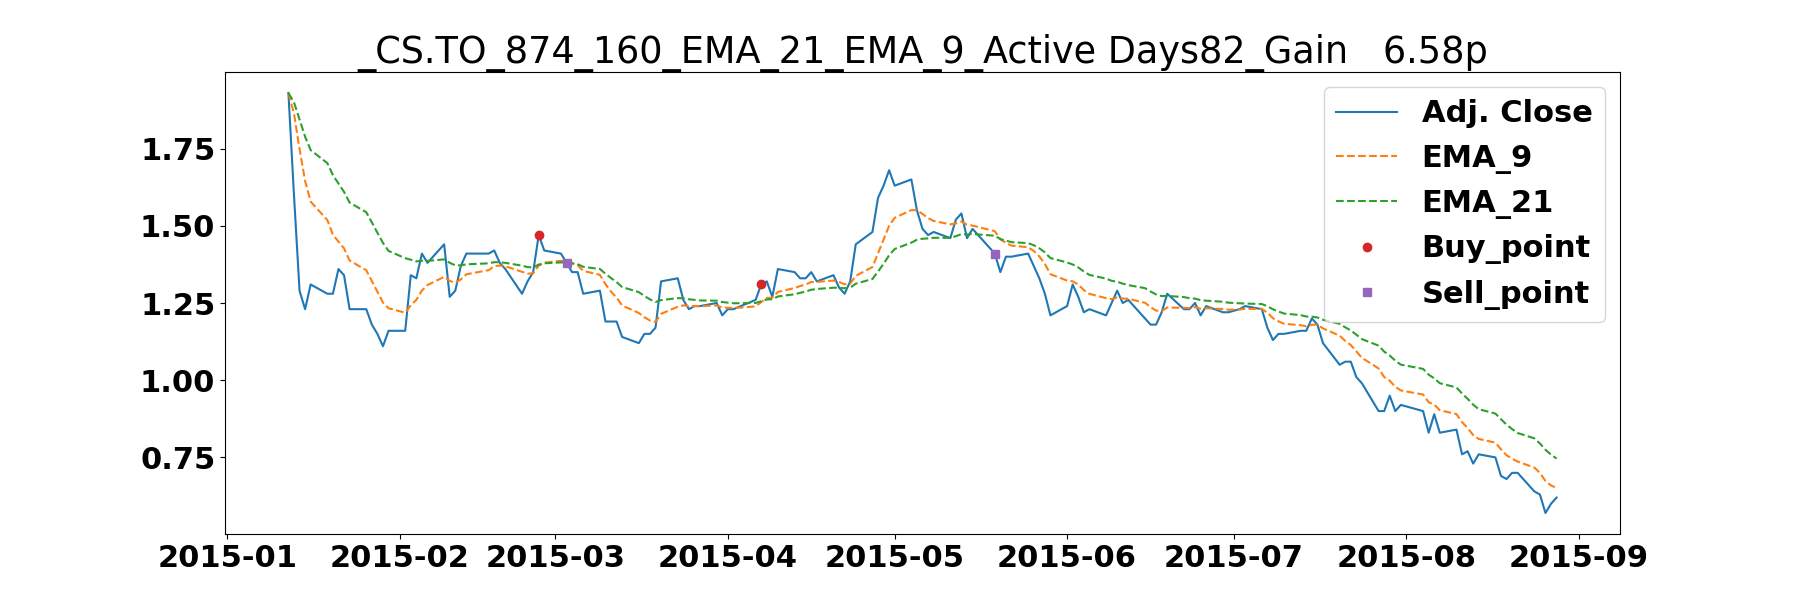 _CS.TO_874_160_EMA_21_EMA_9_Active Days82_Gain   6.58p
Adj. Close
EMA_9
EMA_21
Buy_point
Sell_point
1.75
1.50
1.25
1.00
0.75
2015-01 2015-02 2015-03 2015-04 2015-05 2015-06 2015-07 2015-08 2015-09